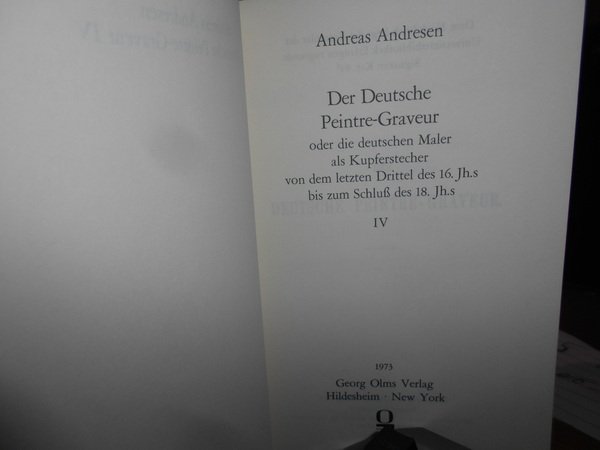 Andreas Andresen
Der Deutsche
Peintre-Graveur
oder die deutschen Maler
als Kupferstecher
von dem letzten Drittel des 16. Jh.s
bis zum Schluß des 18. Jh.s
IV
1973
Georg Olms Verlag
Hildesheim · New York